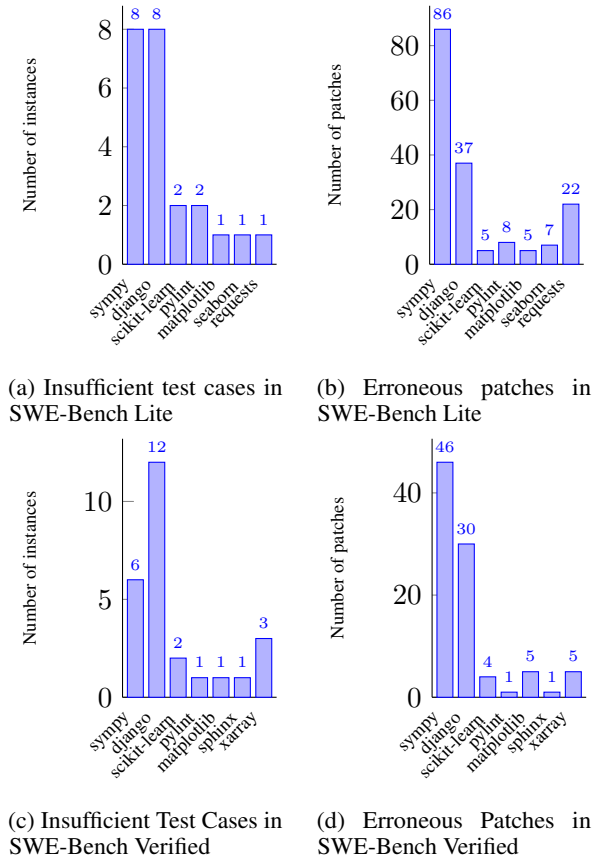 8
8
2
2
1
1
1
0
2
4
6
8
sympy
django
scikit-learn
pylint
matplotlib
seaborn
requests
Number of instances
(a) Insufficient test cases in
SWE-Bench Lite
86
37
5
8
5
7
22
0
20
40
60
80
sympy
django
scikit-learn
pylint
matplotlib
seaborn
requests
Number of patches
(b) Erroneous patches in
SWE-Bench Lite
6
12
2
1
1
1
3
0
5
10
sympy
django
scikit-learn
pylint
matplotlib
sphinx
xarray
Number of instances
(c) Insufficient Test Cases in
SWE-Bench Verified
46
30
4
1
5
1
5
0
20
40
sympy
django
scikit-learn
pylint
matplotlib
sphinx
xarray
Number of patches
(d) Erroneous Patches in
SWE-Bench Verified